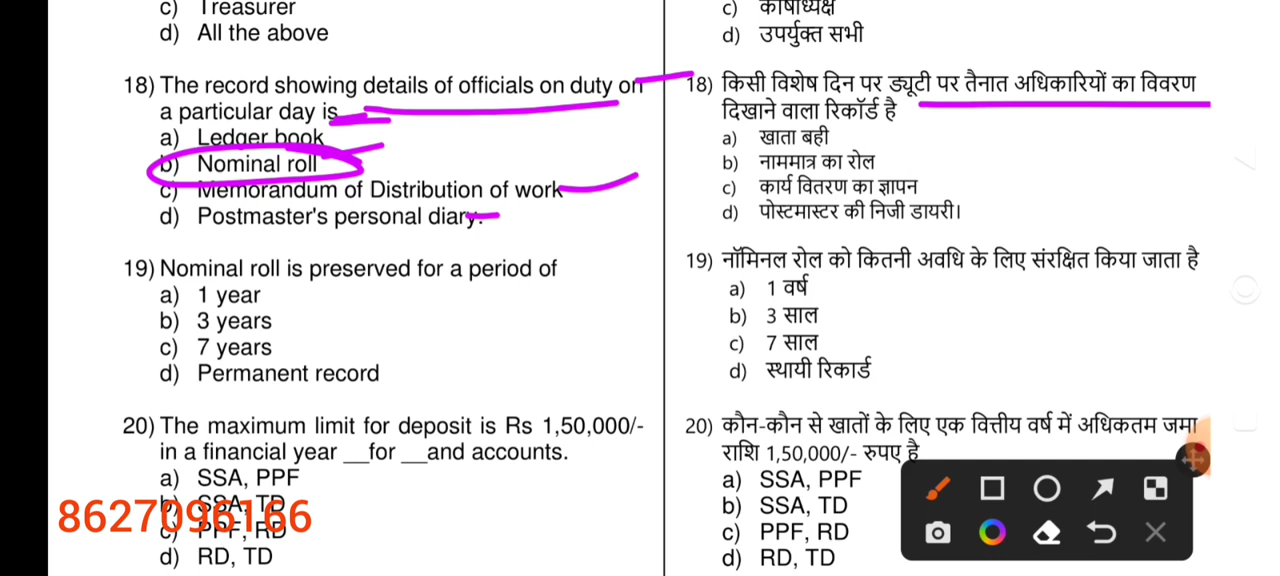 c) Treasurer
d) All the above
18) The record showing details of officials on duty on
a particular day is
a) Ledger book
b) Nominal roll
c) Memorandum of Distribution of work
d) Postmaster's personal diary.
19) Nominal roll is preserved for a period of
a) 1 year
b) 3 years
c) 7 years
d) Permanent record
20) The maximum limit for deposit is Rs 1,50,000/-
in a financial year __for __and accounts.
a) SSA, PPF
b) SSA, TD
c) PPF, RD
d) RD, TD
8627096166
c) कोषाध्यक्ष
d) उपर्युक्त सभी
18) किसी विशेष दिन पर ड्यूटी पर तैनात अधिकारियों का विवरण
दिखाने वाला रिकॉर्ड है
a) खाता बही
b) नाममात्र का रोल
c) कार्य वितरण का ज्ञापन
d) पोस्टमास्टर की निजी डायरी।
19) नॉमिनल रोल को कितनी अवधि के लिए संरक्षित किया जाता है
a) 1 वर्ष
b) 3 साल
c) 7 साल
d) स्थायी रिकार्ड
20) कौन-कौन से खातों के लिए एक वित्तीय वर्ष में अधिकतम जमा
राशि 1,50,000/- रुपए है
a) SSA, PPF
b) SSA, TD
c) PPF, RD
d) RD, TD